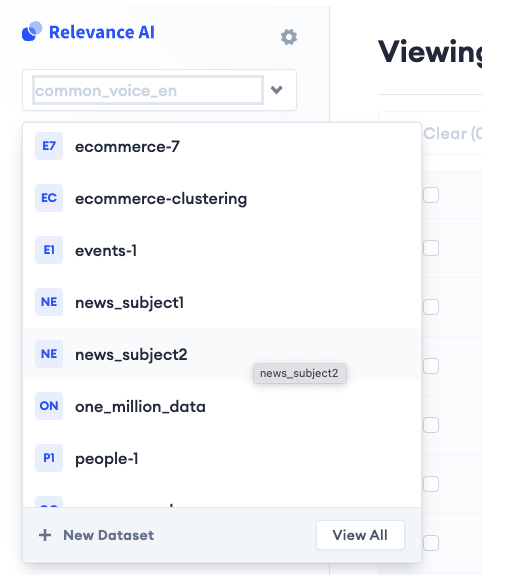 Relevance AI
Viewing
common_voice_en
Clear (0
E7 ecommerce-7
EC ecommerce-clustering
E1 events-1
NE news_subject1
NE news_subject2
news_subject2
ON one_million_data
P1 people-1
+ New Dataset
View All